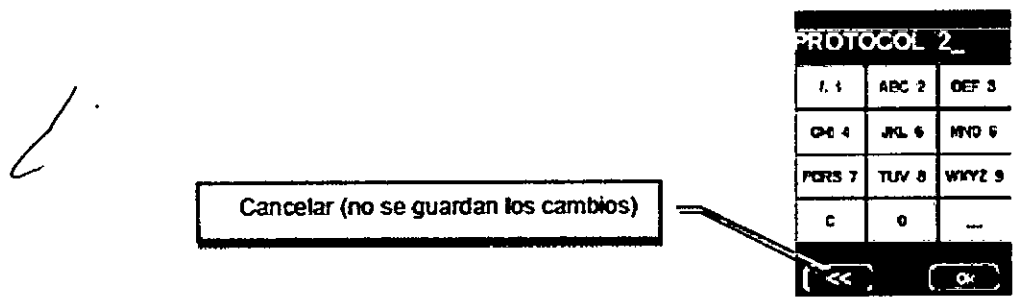 PROTOCOL 2_
ABC 2
DEF 3
GHI 4
JKL
MNO 6
PQRS 7
TUV 8
WXYZ 9
C
0
Cancelar (no se guardan los cambios)
<<
OK